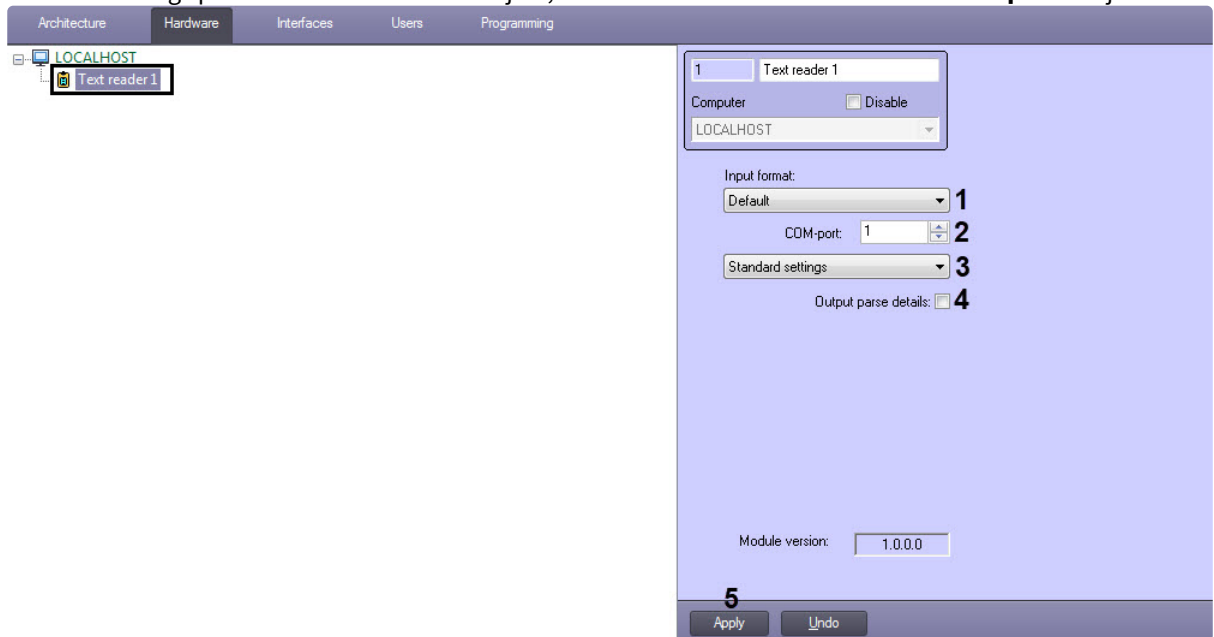 Architecture Hardware Interfaces Users Programming
LOCALHOST
Text reader 1
1 Text reader 1
Computer Disable
LOCALHOST
Input format:
Default 1
COM-port: 1 2
Standard settings 3
Output parse details: 4
Module version: 1.0.0.0
5
Apply Undo